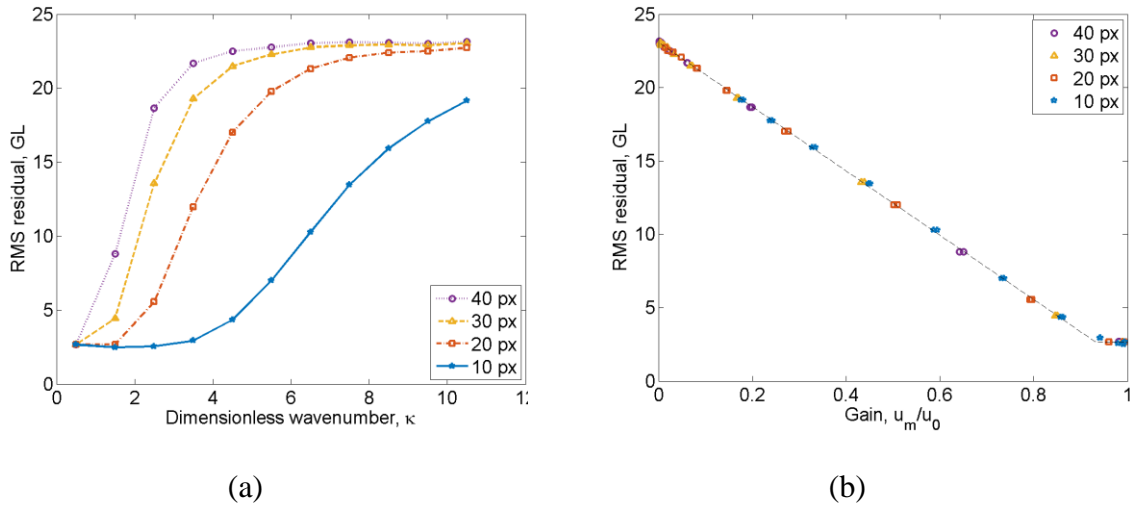 25
20
15
10
5
0
RMS residual, GL
0
2
4
6
8
10
12
Dimensionless wavenumber, κ
40 px
30 px
20 px
10 px
(a)
25
20
15
10
5
0
RMS residual, GL
0
0.2
0.4
0.6
0.8
1
Gain, u_m/u_0
40 px
30 px
20 px
10 px
(b)